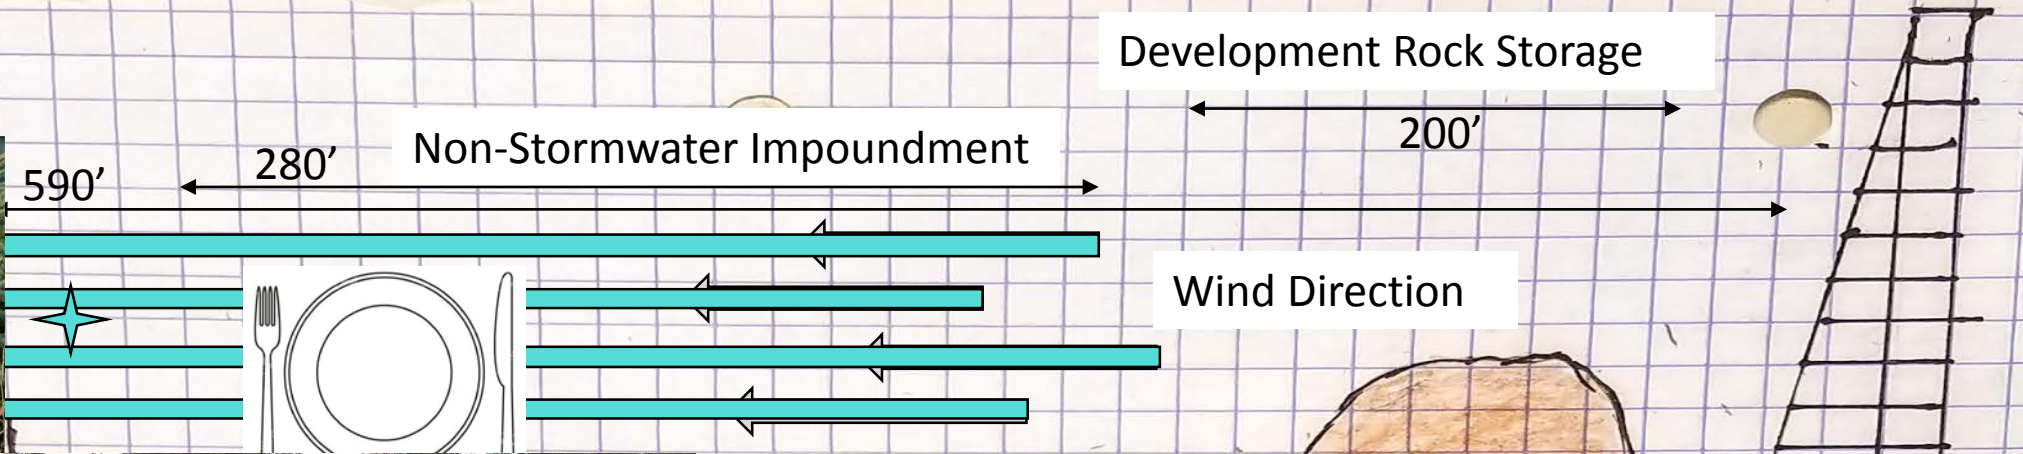 Development Rock Storage
200’
Non-Stormwater Impoundment
280’
590’
Wind Direction